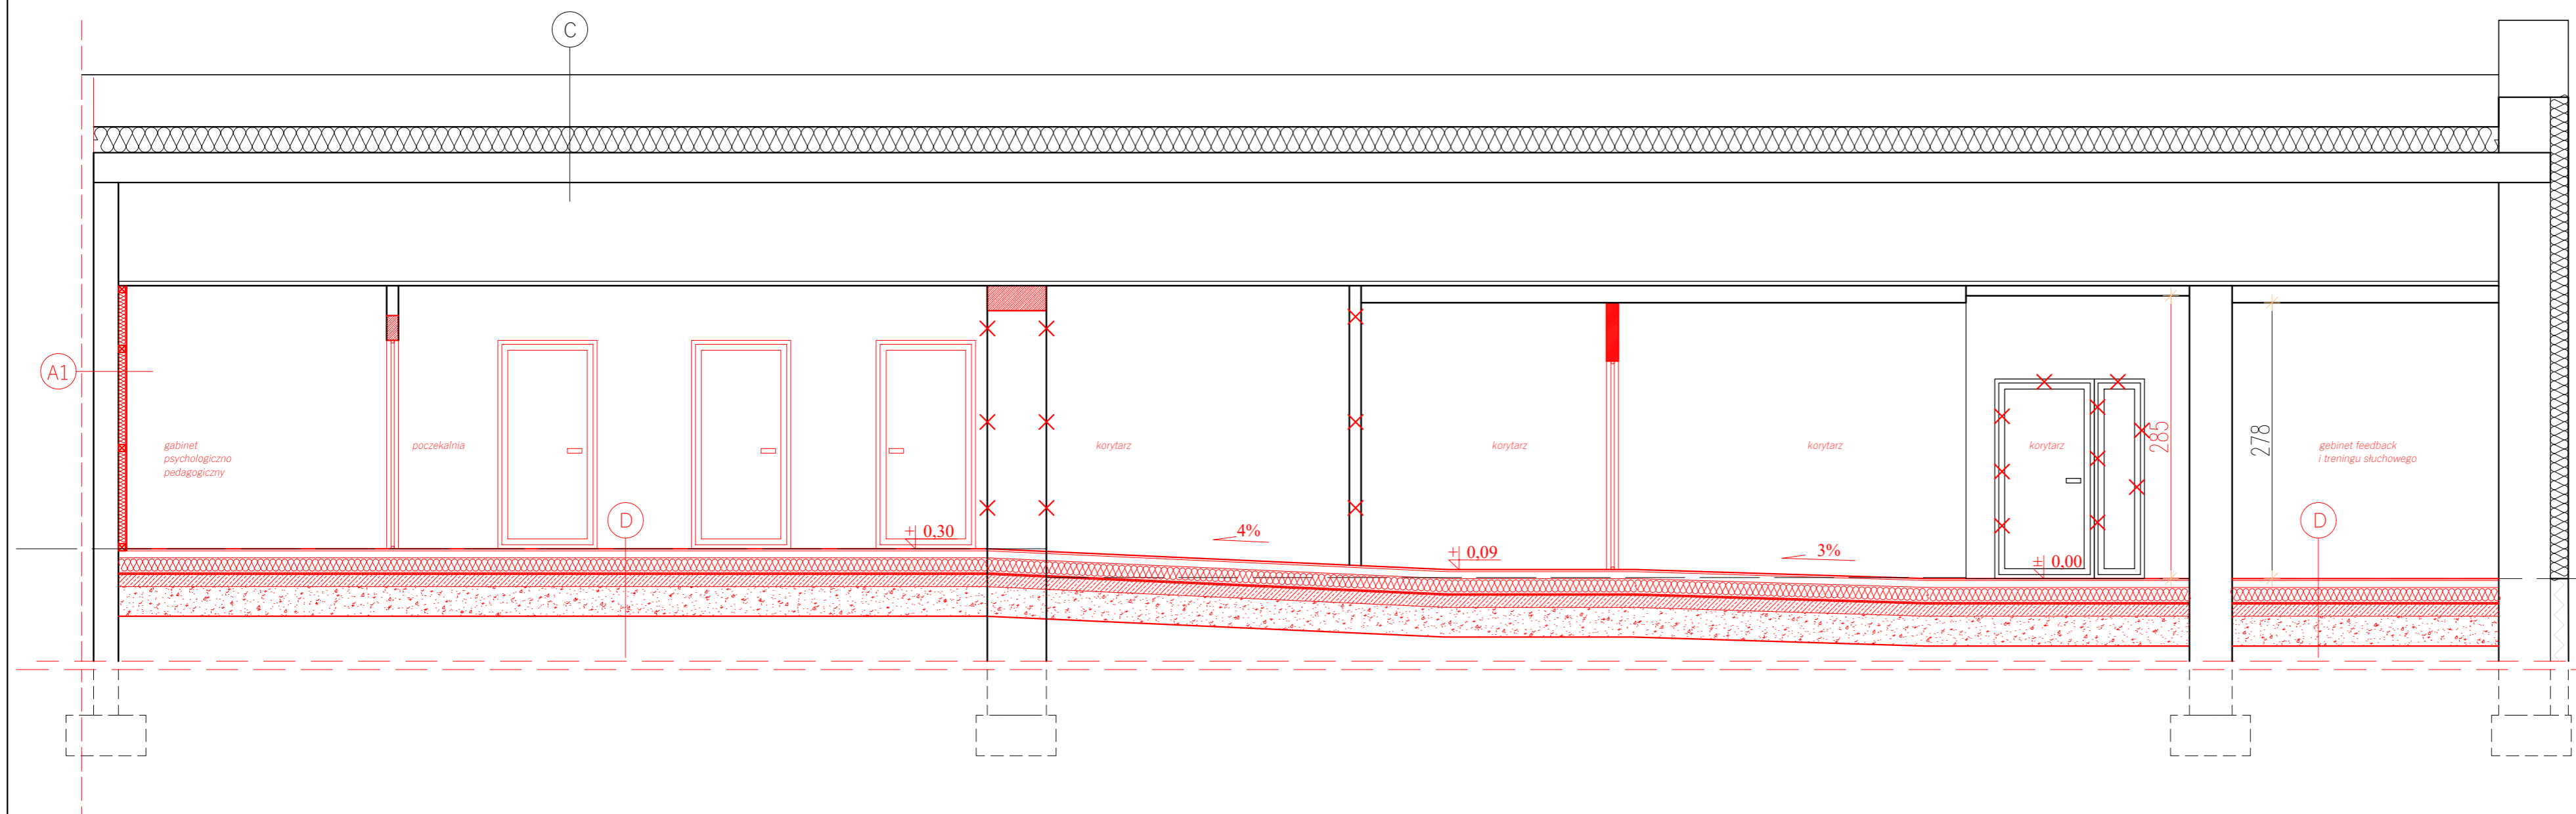 C
A1
gabinet
psychologiczno
pedagogiczny
poczekalnia
D
± 0,30
korytarz
4%
korytarz
± 0,09
korytarz
3%
korytarz
± 0,00
285
278
gebinet feedback
i treningu słuchowego
D